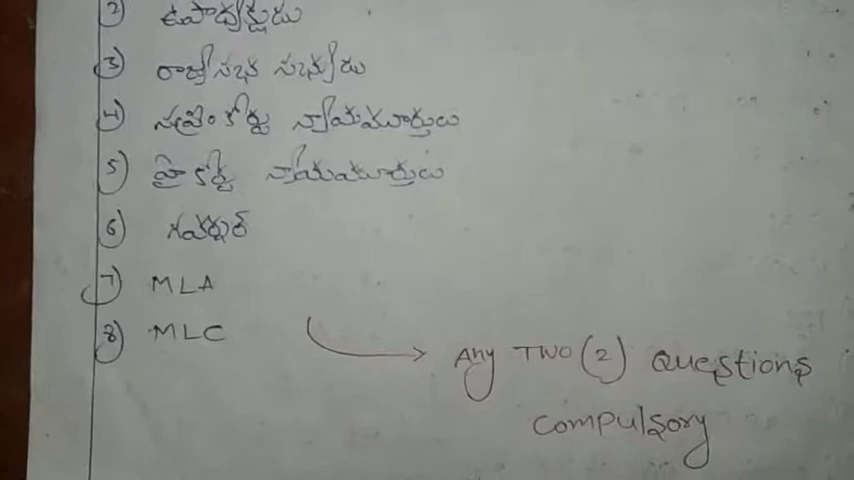 2) ఉపాధ్యక్షుడు
3) రాజ్యసభ సభ్యుడు
4) సుప్రీం కోర్టు న్యాయమూర్తులు
5) హైకోర్టు న్యాయమూర్తులు
6) గవర్నర్
7) MLA
8) MLC
Any TWO (2) Questions
compulsory